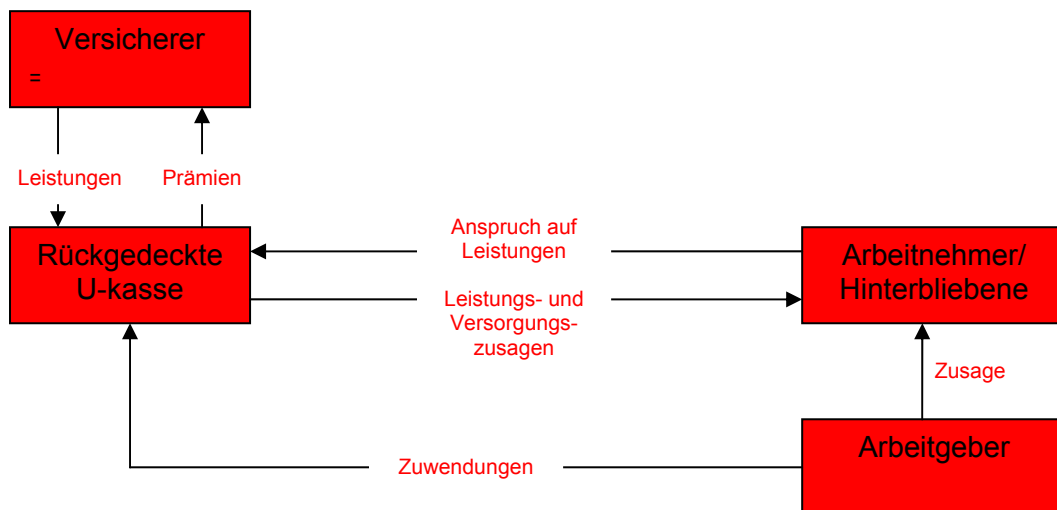 Versicherer
=
Leistungen
Prämien
Rückgedeckte
U-kasse
Anspruch auf
Leistungen
Leistungs- und
Versorgungs-
zusagen
Arbeitnehmer/
Hinterbliebene
Zusage
Arbeitgeber
Zuwendungen